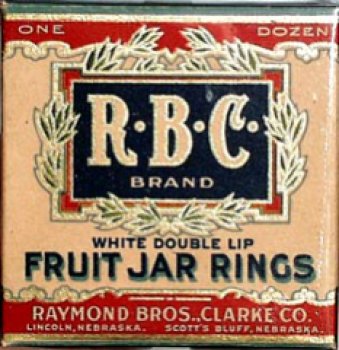 ONE DOZEN
R·B·C·
BRAND
WHITE DOUBLE LIP
FRUIT JAR RINGS
RAYMOND BROS., CLARKE CO.
LINCOLN, NEBRASKA. SCOTT'S BLUFF, NEBRASKA.